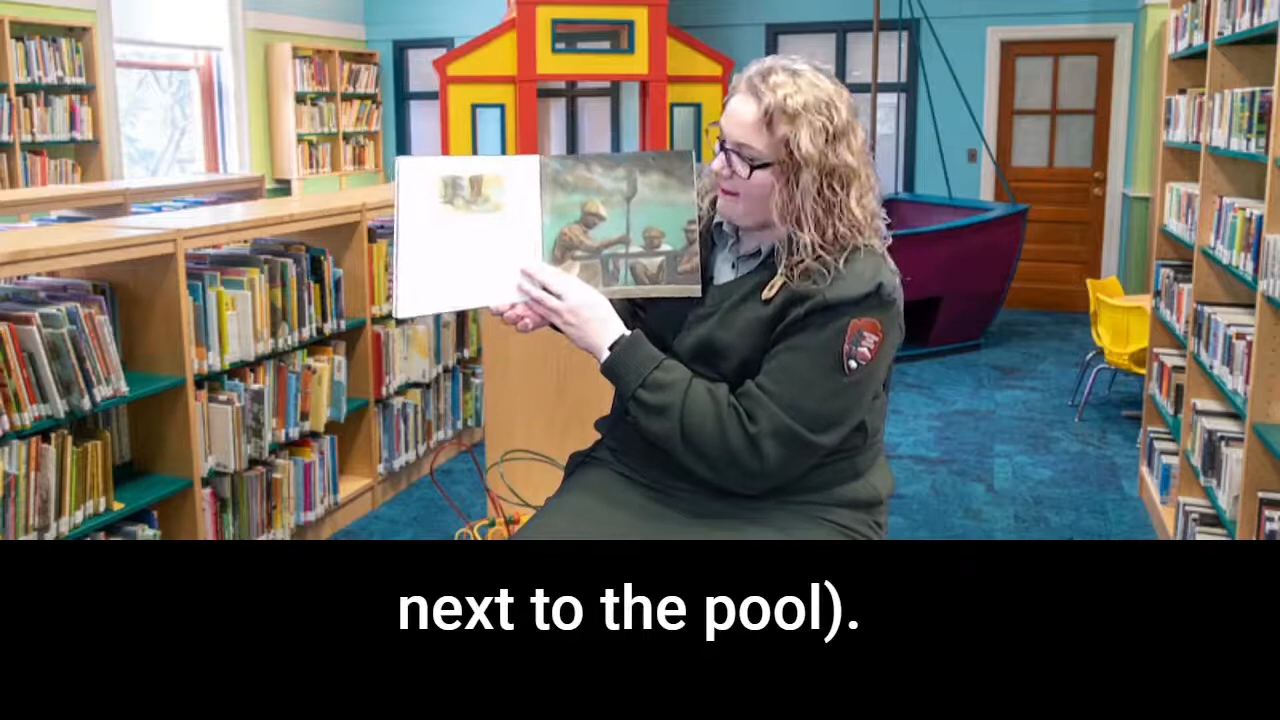 next to the pool).